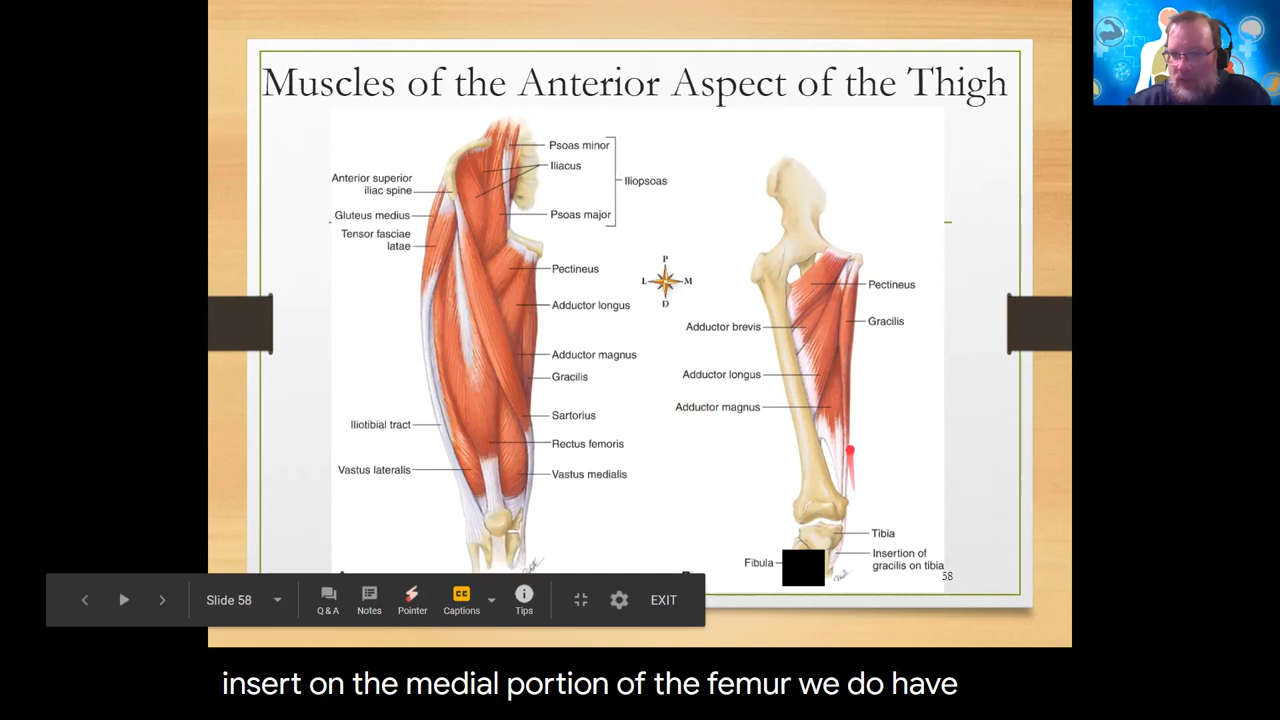 Muscles of the Anterior Aspect of the Thigh
Psoas minor
Iliacus
Iliopsoas
Psoas major
Anterior superior
iliac spine
Gluteus medius
Tensor fasciae
latae
Pectineus
Adductor longus
Adductor magnus
Gracilis
Sartorius
Rectus femoris
Vastus medialis
Iliotibial tract
Vastus lateralis
P
L
M
D
Pectineus
Gracilis
Adductor brevis
Adductor longus
Adductor magnus
Tibia
Insertion of
gracilis on tibia
Fibula
58
Slide 58
Q & A
Notes
Pointer
CC
Captions
Tips
EXIT
insert on the medial portion of the femur we do have